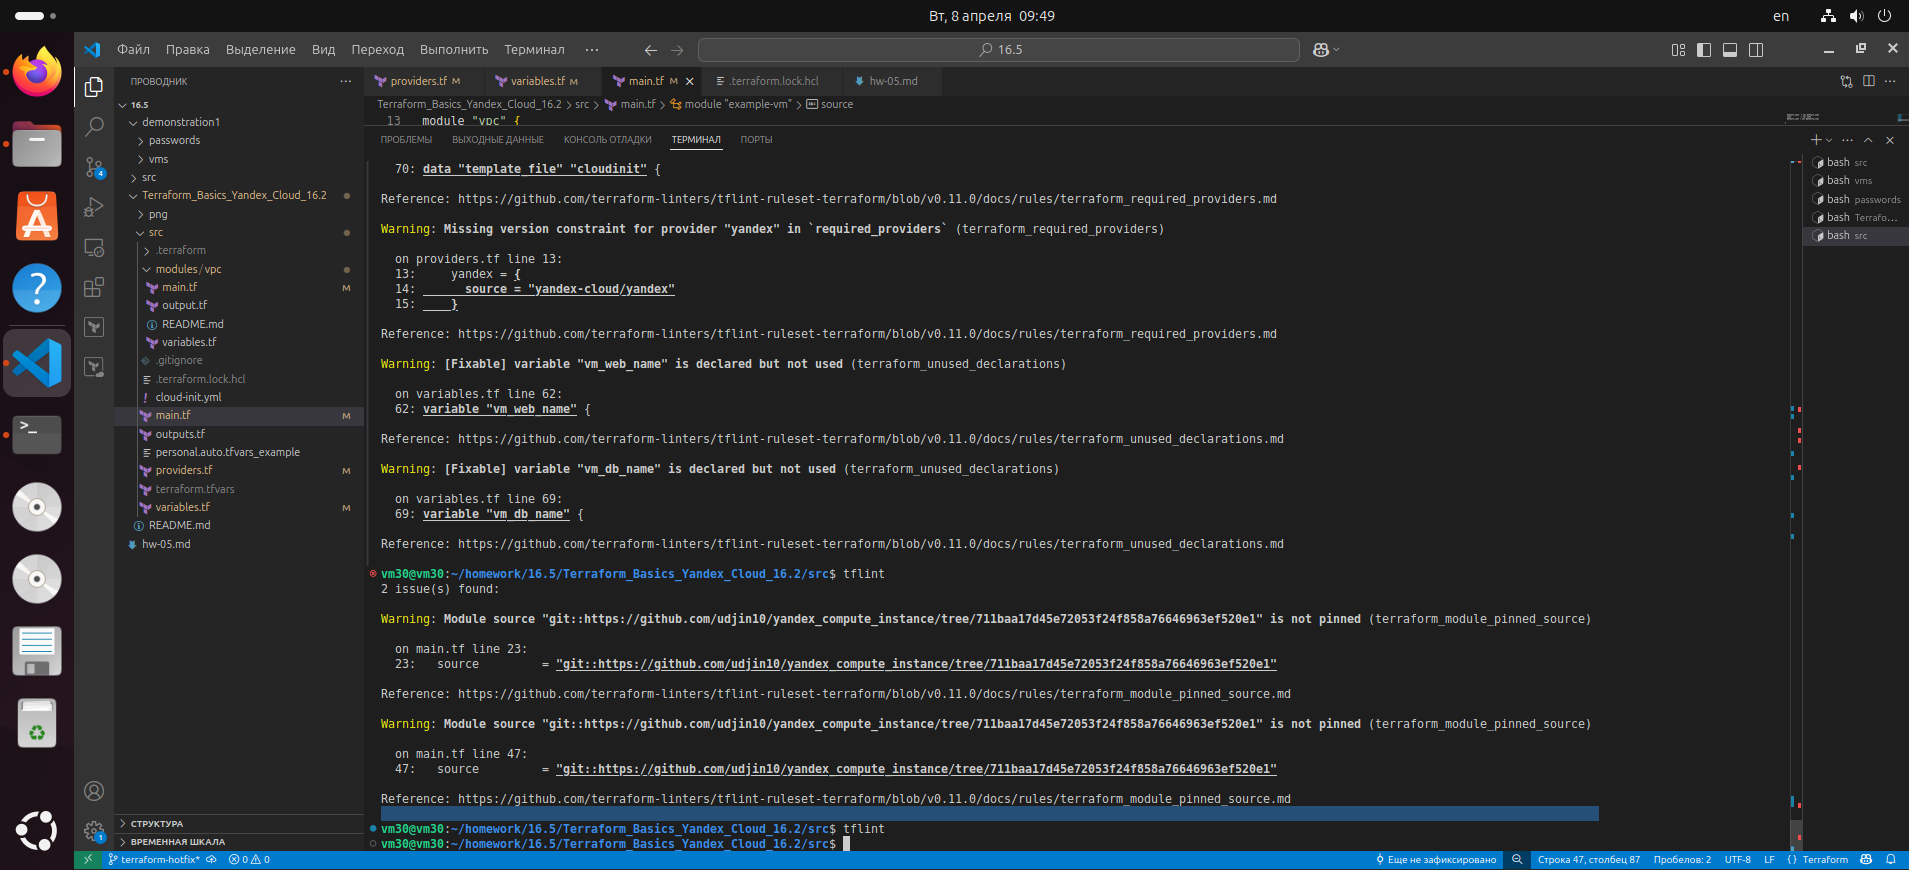 Вт, 8 апреля 09:49
en
Файл Правка Выделение Вид Переход Выполнить Терминал ···
16.5
ПРОВОДНИК
16.5
demonstration1
passwords
vms
src
Terraform_Basics_Yandex_Cloud_16.2
png
src
.terraform
modules / vpc
main.tf M
output.tf
README.md
variables.tf
.gitignore
.terraform.lock.hcl
cloud-init.yml
main.tf M
outputs.tf
personal.auto.tfvars_example
providers.tf M
terraform.tfvars
variables.tf M
README.md
hw-05.md
СТРУКТУРА
ВРЕМЕННАЯ ШКАЛА
providers.tf M variables.tf M main.tf M .terraform.lock.hcl hw-05.md
Terraform_Basics_Yandex_Cloud_16.2 > src > main.tf > module "example-vm" > source
13 module "vpc" {
ПРОБЛЕМЫ ВЫХОДНЫЕ ДАННЫЕ КОНСОЛЬ ОТЛАДКИ ТЕРМИНАЛ ПОРТЫ
70: data "template_file" "cloudinit" {
Reference: https://github.com/terraform-linters/tflint-ruleset-terraform/blob/v0.11.0/docs/rules/terraform_required_providers.md
Warning: Missing version constraint for provider "yandex" in `required_providers` (terraform_required_providers)
on providers.tf line 13:
13: yandex = {
14: source = "yandex-cloud/yandex"
15: }
Reference: https://github.com/terraform-linters/tflint-ruleset-terraform/blob/v0.11.0/docs/rules/terraform_required_providers.md
Warning: [Fixable] variable "vm_web_name" is declared but not used (terraform_unused_declarations)
on variables.tf line 62:
62: variable "vm_web_name" {
Reference: https://github.com/terraform-linters/tflint-ruleset-terraform/blob/v0.11.0/docs/rules/terraform_unused_declarations.md
Warning: [Fixable] variable "vm_db_name" is declared but not used (terraform_unused_declarations)
on variables.tf line 69:
69: variable "vm_db_name" {
Reference: https://github.com/terraform-linters/tflint-ruleset-terraform/blob/v0.11.0/docs/rules/terraform_unused_declarations.md
vm30@vm30:~/homework/16.5/Terraform_Basics_Yandex_Cloud_16.2/src$ tflint
2 issue(s) found:
Warning: Module source "git::https://github.com/udjin10/yandex_compute_instance/tree/711baa17d45e72053f24f858a76646963ef520e1" is not pinned (terraform_module_pinned_source)
on main.tf line 23:
23: source = "git::https://github.com/udjin10/yandex_compute_instance/tree/711baa17d45e72053f24f858a76646963ef520e1"
Reference: https://github.com/terraform-linters/tflint-ruleset-terraform/blob/v0.11.0/docs/rules/terraform_module_pinned_source.md
Warning: Module source "git::https://github.com/udjin10/yandex_compute_instance/tree/711baa17d45e72053f24f858a76646963ef520e1" is not pinned (terraform_module_pinned_source)
on main.tf line 47:
47: source = "git::https://github.com/udjin10/yandex_compute_instance/tree/711baa17d45e72053f24f858a76646963ef520e1"
Reference: https://github.com/terraform-linters/tflint-ruleset-terraform/blob/v0.11.0/docs/rules/terraform_module_pinned_source.md
vm30@vm30:~/homework/16.5/Terraform_Basics_Yandex_Cloud_16.2/src$ tflint
vm30@vm30:~/homework/16.5/Terraform_Basics_Yandex_Cloud_16.2/src$
bash src
bash vms
bash passwords
bash Terrafo...
bash src
4
1
terraform-hotfix* 0 0
Еще не зафиксировано Строка 47, столбец 87 Пробелов: 2 UTF-8 LF {} Terraform